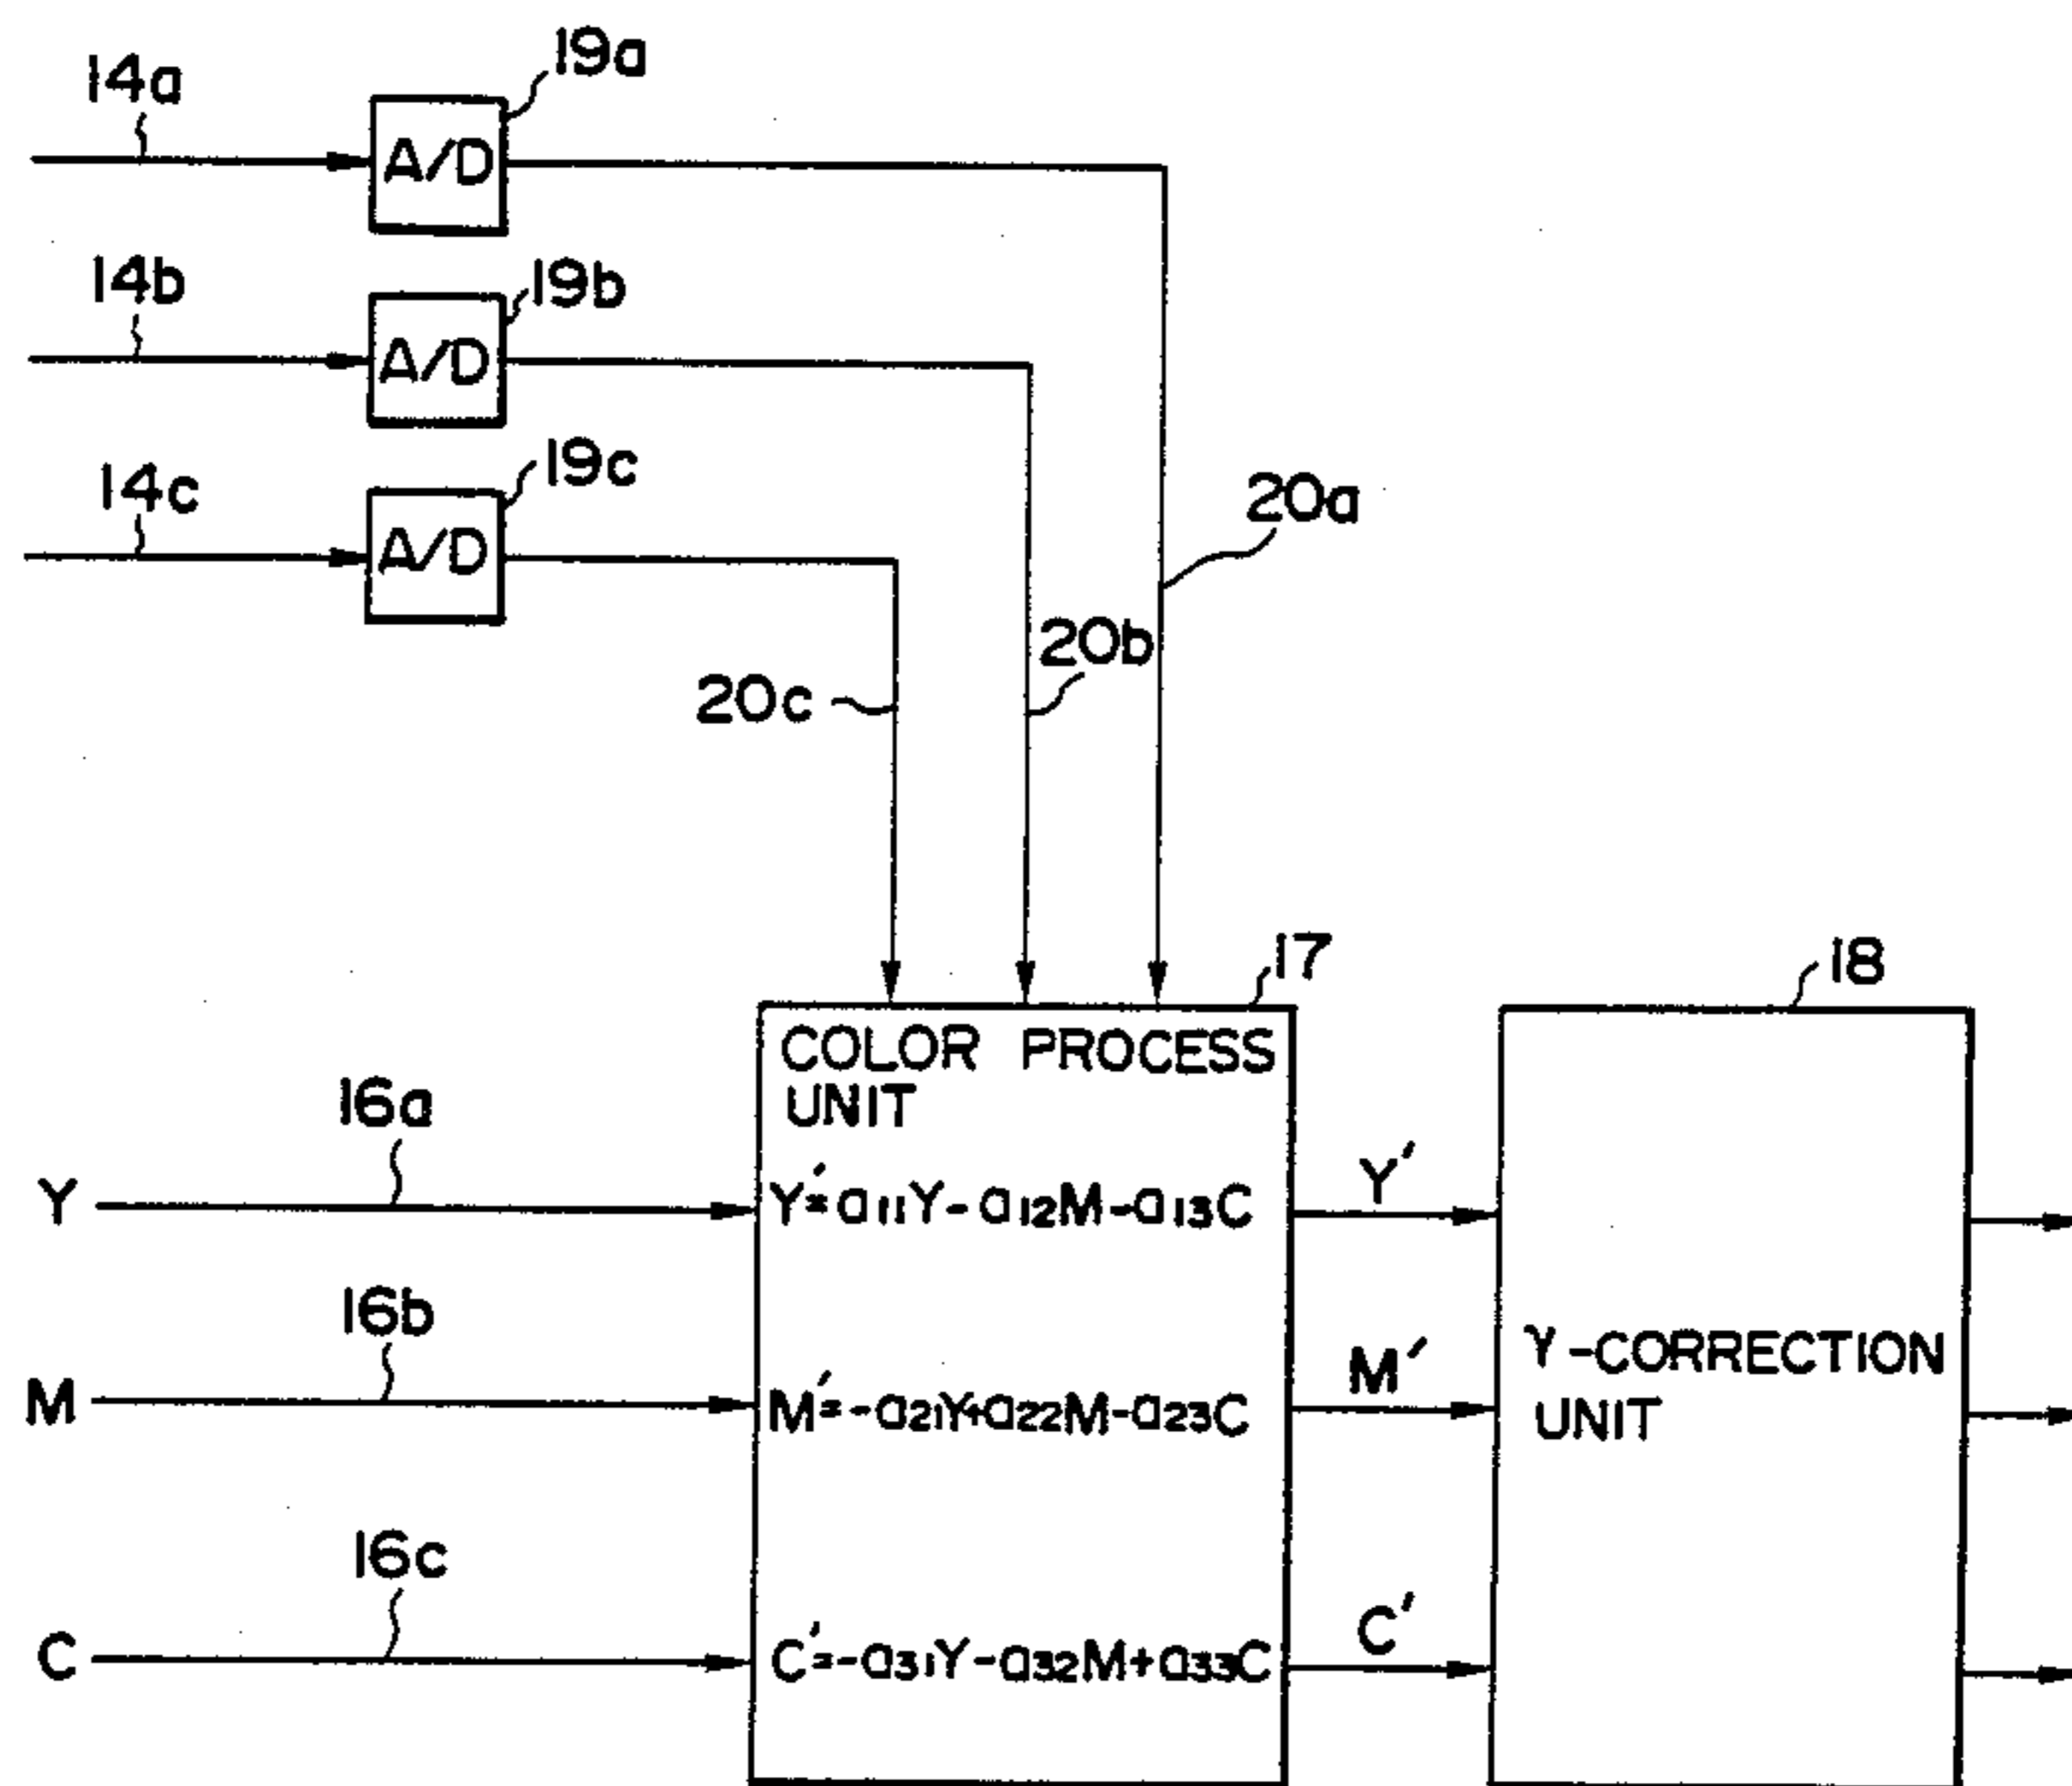 14a
19a
A/D
14b
19b
A/D
14c
19c
A/D
20a
20b
20c
17
18
COLOR PROCESS
UNIT
16a
Y
Y'=a11Y-a12M-a13C
Y'
16b
M
M'=-a21Y+a22M-a23C
M'
γ-CORRECTION
UNIT
16c
C
C'=-a31Y-a32M+a33C
C'